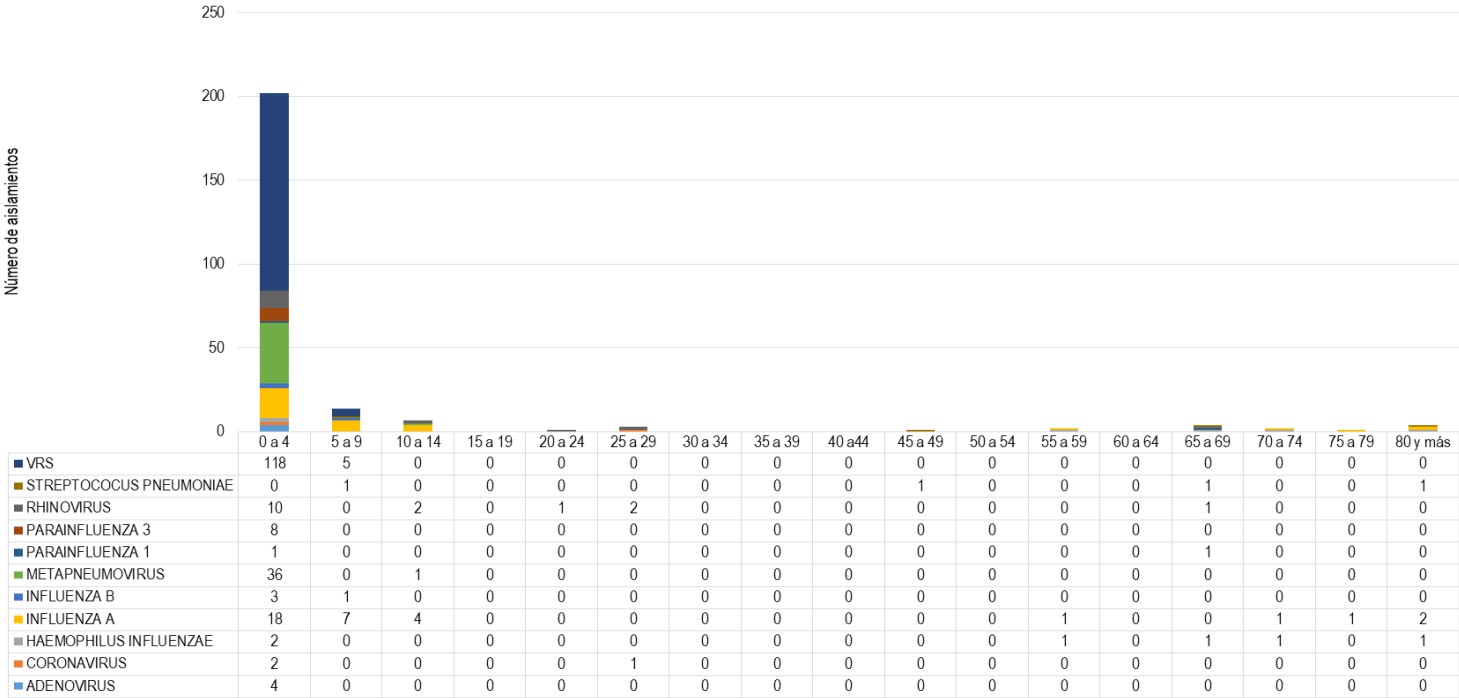 Número de aislamientos
250
200
150
100
50
0
0 a 4 5 a 9 10 a 14 15 a 19 20 a 24 25 a 29 30 a 34 35 a 39 40 a44 45 a 49 50 a 54 55 a 59 60 a 64 65 a 69 70 a 74 75 a 79 80 y más
VRS 118 5 0 0 0 0 0 0 0 0 0 0 0 0 0 0 0
STREPTOCOCUS PNEUMONIAE 0 1 0 0 0 0 0 0 0 1 0 0 0 1 0 0 1
RHINOVIRUS 10 0 2 0 1 2 0 0 0 0 0 0 0 1 0 0 0
PARAINFLUENZA 3 8 0 0 0 0 0 0 0 0 0 0 0 0 0 0 0 0
PARAINFLUENZA 1 1 0 0 0 0 0 0 0 0 0 0 0 0 1 0 0 0
METAPNEUMOVIRUS 36 0 1 0 0 0 0 0 0 0 0 0 0 0 0 0 0
INFLUENZA B 3 1 0 0 0 0 0 0 0 0 0 0 0 0 0 0 0
INFLUENZA A 18 7 4 0 0 0 0 0 0 0 0 1 0 0 1 1 2
HAEMOPHILUS INFLUENZAE 2 0 0 0 0 0 0 0 0 0 0 1 0 1 1 0 1
CORONAVIRUS 2 0 0 0 0 1 0 0 0 0 0 0 0 0 0 0 0
ADENOVIRUS 4 0 0 0 0 0 0 0 0 0 0 0 0 0 0 0 0